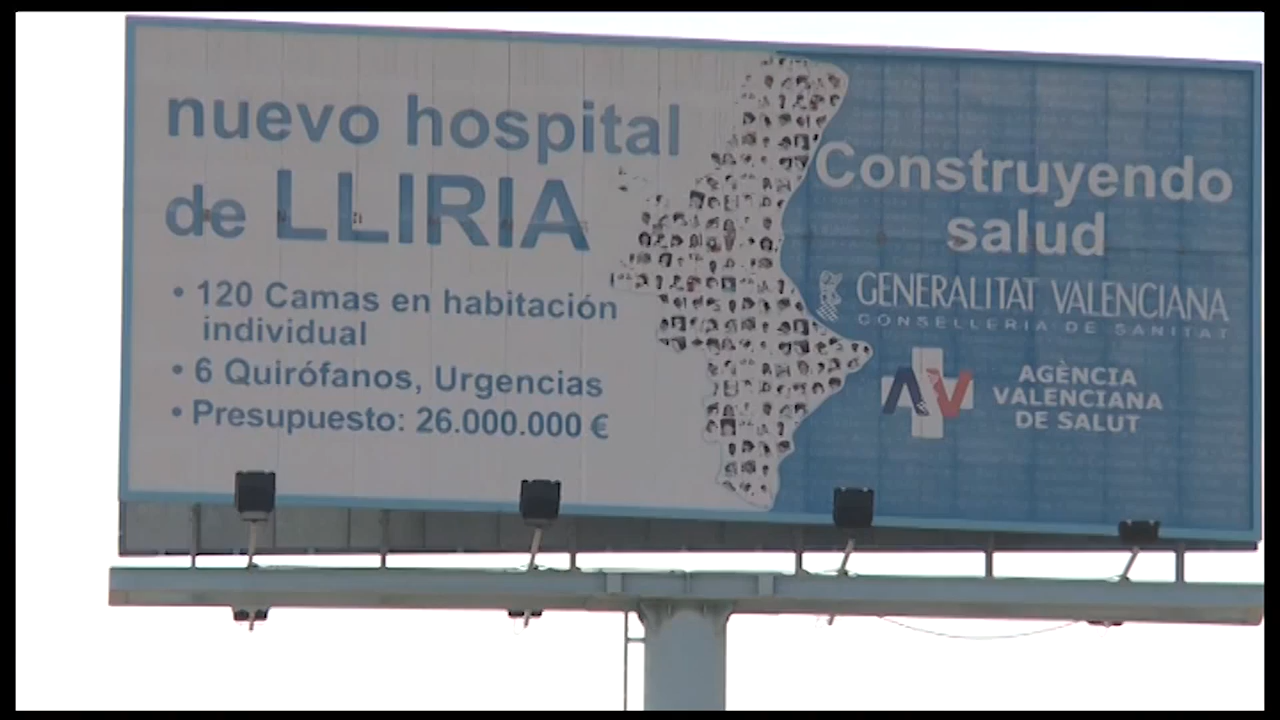 nuevo hospital
de LLIRIA
• 120 Camas en habitación
individual
• 6 Quirófanos, Urgencias
• Presupuesto: 26.000.000 €
Construyendo
salud
GENERALITAT VALENCIANA
CONSELLERIA DE SANITAT
AV
AGÈNCIA
VALENCIANA
DE SALUT